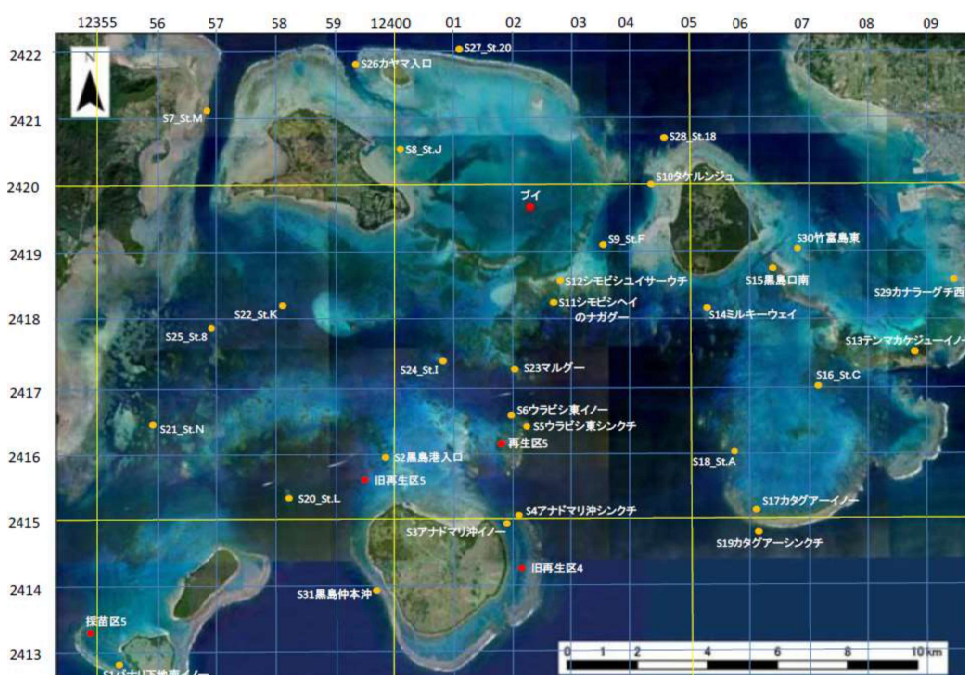 12355 56 57 58 59 12400 01 02 03 04 05 06 07 08 09
2422
2421
2420
2419
2418
2417
2416
2415
2414
2413
N
S27_St.20
S26カヤマ入口
S7_St.M
S28_St.18
S8_St.J
S10タケルンジュ
ブイ
S9_St.F
S30竹富島東
S12シモビシユイサーウチ
S15黒島口南
S29カナラーグチ西
S11シモビシヘイ
のナガグー
S22_St.K
S14ミルキーウェイ
S25_St.8
S13テンマカケジューイノー
S24_St.I
S23マルグー
S16_St.C
S6ウラビシ東イノー
S5ウラビシ東シンクチ
S21_St.N
再生区5
S2黒島港入口
S18_St.A
旧再生区5
S20_St.L
S17カタグアーイノー
S4アナドマリ沖シンクチ
S3アナドマリ沖イノー
S19カタグアーシンクチ
旧再生区4
S31黒島仲本沖
採苗区5
0 1 2 4 6 8 10 km